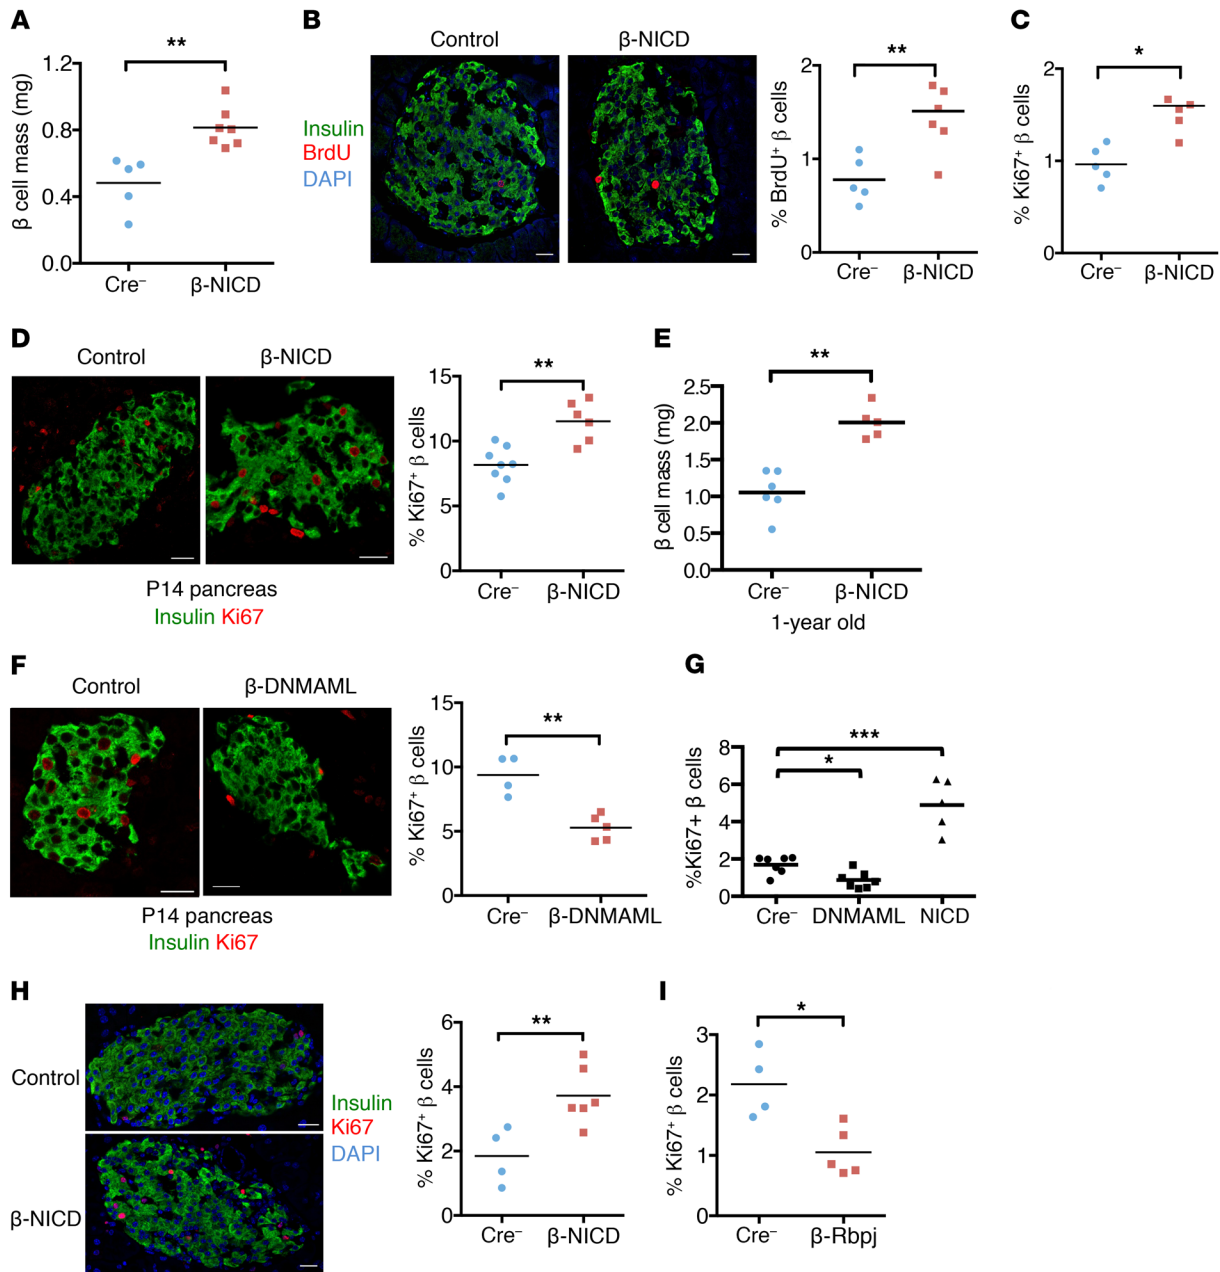 A
**
β cell mass (mg)
1.2
0.8
0.4
0.0
Cre–
β-NICD
B
Control
β-NICD
Insulin
BrdU
DAPI
**
% BrdU+ β cells
2
1
0
Cre–
β-NICD
C
*
% Ki67+ β cells
2
1
0
Cre–
β-NICD
D
Control
β-NICD
P14 pancreas
Insulin Ki67
**
% Ki67+ β cells
15
10
5
0
Cre–
β-NICD
E
**
β cell mass (mg)
2.5
2.0
1.5
1.0
0.5
0.0
Cre–
β-NICD
1-year old
F
Control
β-DNMAML
P14 pancreas
Insulin Ki67
**
% Ki67+ β cells
15
10
5
0
Cre–
β-DNMAML
G
***
*
%Ki67+ β cells
8
6
4
2
0
Cre–
DNMAML
NICD
H
Control
β-NICD
Insulin
Ki67
DAPI
**
% Ki67+ β cells
6
4
2
0
Cre–
β-NICD
I
*
% Ki67+ β cells
3
2
1
0
Cre–
β-Rbpj